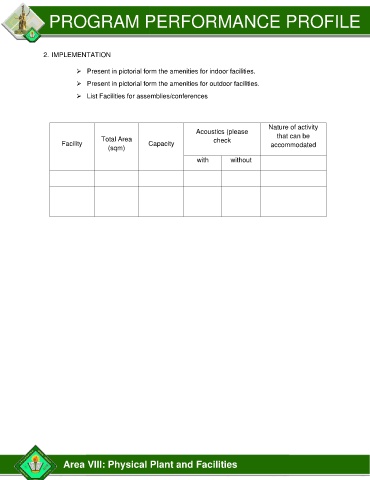 PROGRAM PERFORMANCE PROFILE
2. IMPLEMENTATION
➢ Present in pictorial form the amenities for indoor facilities.
➢ Present in pictorial form the amenities for outdoor facilities.
➢ List Facilities for assemblies/conferences
Facility
Total Area
(sqm)
Capacity
Acoustics (please
check
with without
Nature of activity
that can be
accommodated
Area VIII: Physical Plant and Facilities